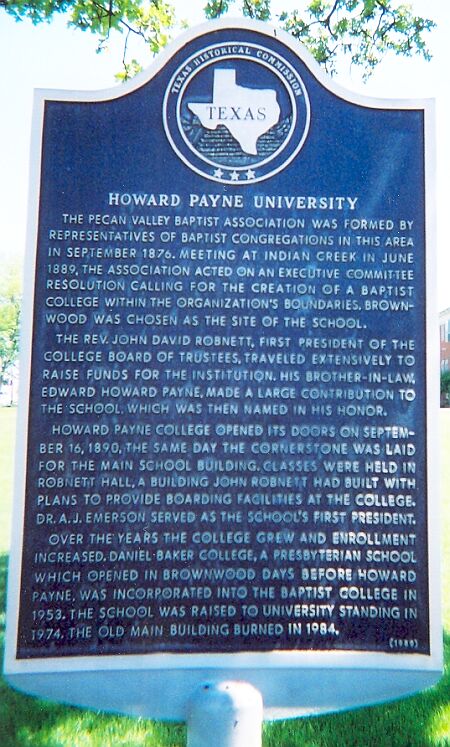 TEXAS HISTORICAL COMMISSION
TEXAS
HOWARD PAYNE UNIVERSITY
THE PECAN VALLEY BAPTIST ASSOCIATION WAS FORMED BY
REPRESENTATIVES OF BAPTIST CONGREGATIONS IN THIS AREA
IN SEPTEMBER 1876. MEETING AT INDIAN CREEK IN JUNE
1889, THE ASSOCIATION ACTED ON AN EXECUTIVE COMMITTEE
RESOLUTION CALLING FOR THE CREATION OF A BAPTIST
COLLEGE WITHIN THE ORGANIZATION'S BOUNDARIES. BROWN-
WOOD WAS CHOSEN AS THE SITE OF THE SCHOOL.
THE REV. JOHN DAVID ROBNETT, FIRST PRESIDENT OF THE
COLLEGE BOARD OF TRUSTEES, TRAVELED EXTENSIVELY TO
RAISE FUNDS FOR THE INSTITUTION. HIS BROTHER-IN-LAW,
EDWARD HOWARD PAYNE, MADE A LARGE CONTRIBUTION TO
THE SCHOOL, WHICH WAS THEN NAMED IN HIS HONOR.
HOWARD PAYNE COLLEGE OPENED ITS DOORS ON SEPTEM-
BER 16, 1890, THE SAME DAY THE CORNERSTONE WAS LAID
FOR THE MAIN SCHOOL BUILDING. CLASSES WERE HELD IN
ROBNETT HALL, A BUILDING JOHN ROBNETT HAD BUILT WITH
PLANS TO PROVIDE BOARDING FACILITIES AT THE COLLEGE.
DR. A. J. EMERSON SERVED AS THE SCHOOL'S FIRST PRESIDENT.
OVER THE YEARS THE COLLEGE GREW AND ENROLLMENT
INCREASED. DANIEL BAKER COLLEGE, A PRESBYTERIAN SCHOOL
WHICH OPENED IN BROWNWOOD DAYS BEFORE HOWARD
PAYNE, WAS INCORPORATED INTO THE BAPTIST COLLEGE IN
1953. THE SCHOOL WAS RAISED TO UNIVERSITY STANDING IN
1974. THE OLD MAIN BUILDING BURNED IN 1984.